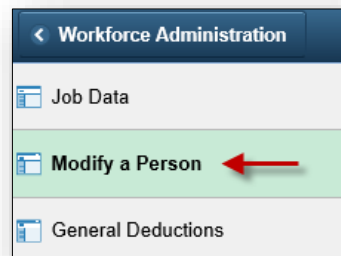 Workforce Administration
Job Data
Modify a Person
General Deductions